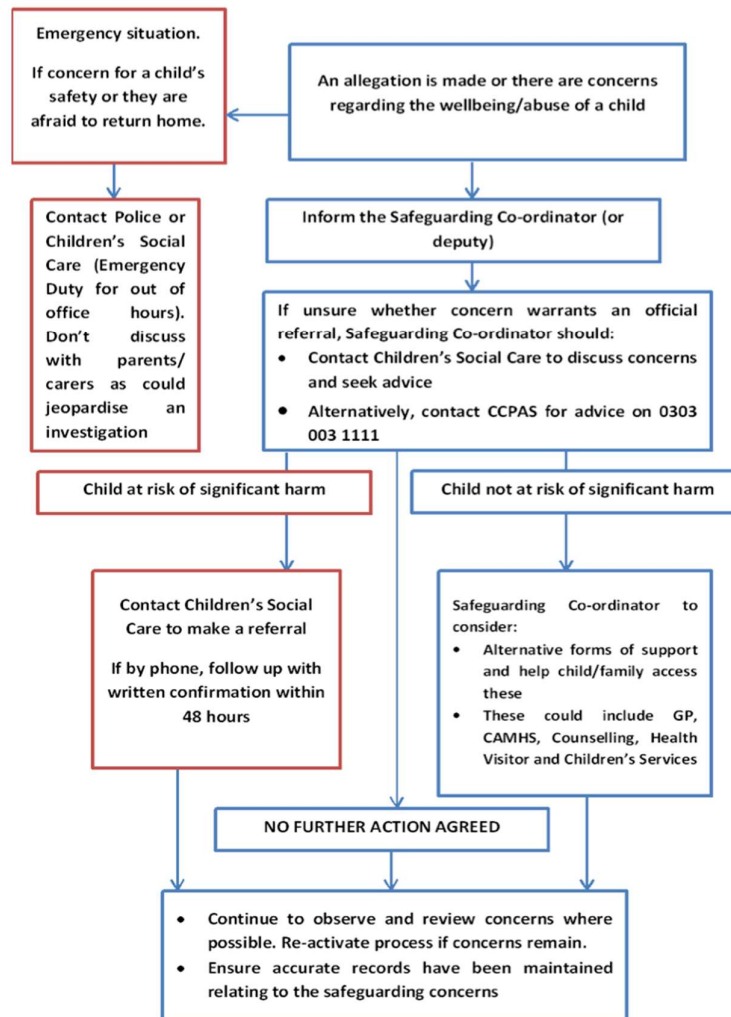 Emergency situation.
If concern for a child's
safety or they are
afraid to return home.
An allegation is made or there are concerns
regarding the wellbeing/abuse of a child
Contact Police or
Children's Social
Care (Emergency
Duty for out of
office hours).
Don't discuss
with parents/
carers as could
jeopardise an
investigation
Inform the Safeguarding Co-ordinator (or
deputy)
If unsure whether concern warrants an official
referral, Safeguarding Co-ordinator should:
• Contact Children's Social Care to discuss concerns
and seek advice
• Alternatively, contact CCPAS for advice on 0303
003 1111
Child at risk of significant harm
Child not at risk of significant harm
Contact Children's Social
Care to make a referral
If by phone, follow up with
written confirmation within
48 hours
Safeguarding Co-ordinator to
consider:
• Alternative forms of support
and help child/family access
these
• These could include GP,
CAMHS, Counselling, Health
Visitor and Children's Services
NO FURTHER ACTION AGREED
• Continue to observe and review concerns where
possible. Re-activate process if concerns remain.
• Ensure accurate records have been maintained
relating to the safeguarding concerns